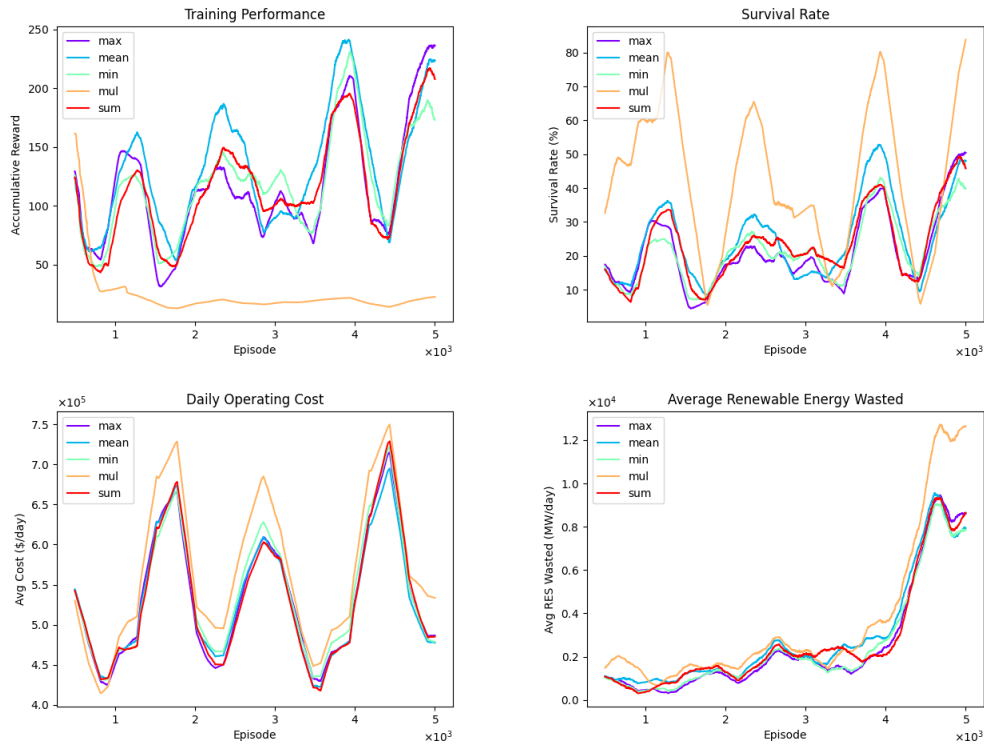 Training Performance
Accumulative Reward
250
200
150
100
50
max
mean
min
mul
sum
1
2
3
4
5
Episode
×10³
Survival Rate
Survival Rate (%)
80
70
60
50
40
30
20
10
max
mean
min
mul
sum
1
2
3
4
5
Episode
×10³
Daily Operating Cost
×10⁵
Avg Cost ($/day)
7.5
7.0
6.5
6.0
5.5
5.0
4.5
4.0
max
mean
min
mul
sum
1
2
3
4
5
Episode
×10³
Average Renewable Energy Wasted
×10⁴
Avg RES Wasted (MW/day)
1.2
1.0
0.8
0.6
0.4
0.2
0.0
max
mean
min
mul
sum
1
2
3
4
5
Episode
×10³